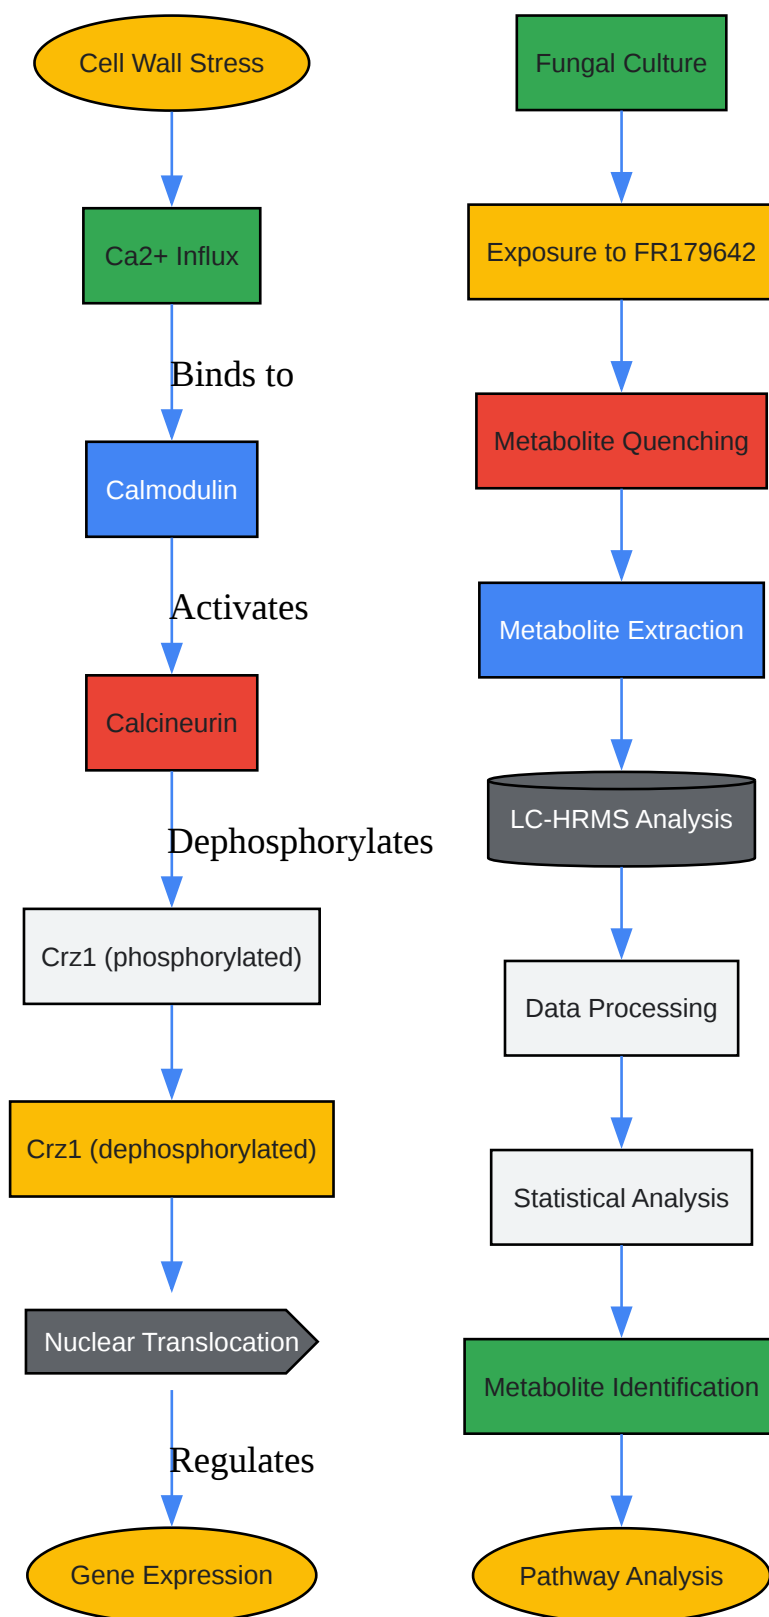 Cell Wall Stress
Ca2+ Influx
Binds to
Calmodulin
Activates
Calcineurin
Dephosphorylates
Crz1 (phosphorylated)
Crz1 (dephosphorylated)
Nuclear Translocation
Regulates
Gene Expression
Fungal Culture
Exposure to FR179642
Metabolite Quenching
Metabolite Extraction
LC-HRMS Analysis
Data Processing
Statistical Analysis
Metabolite Identification
Pathway Analysis